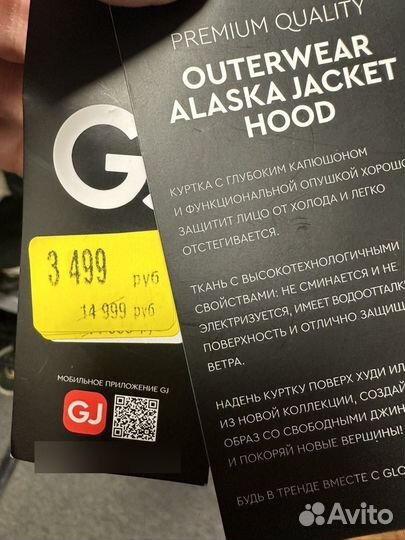 PREMIUM QUALITY
OUTERWEAR
ALASKA JACKET
HOOD
КУРТКА С ГЛУБОКИМ КАПЮШОНОМ
И ФУНКЦИОНАЛЬНОЙ ОПУШКОЙ ХОРОШО
ЗАЩИТИТ ЛИЦО ОТ ХОЛОДА И ЛЕГКО
ОТСТЕГИВАЕТСЯ.
ТКАНЬ С ВЫСОКОТЕХНОЛОГИЧНЫМИ
СВОЙСТВАМИ: НЕ СМИНАЕТСЯ И НЕ
ЭЛЕКТРИЗУЕТСЯ, ИМЕЕТ ВОДООТТАЛК
ПОВЕРХНОСТЬ И ОТЛИЧНО ЗАЩИЩ
ВЕТРА.
НАДЕНЬ КУРТКУ ПОВЕРХ ХУДИ ИЛ
ИЗ НОВОЙ КОЛЛЕКЦИИ, СОЗДАЙ
ОБРАЗ СО СВОБОДНЫМИ ДЖИН
И ПОКОРЯЙ НОВЫЕ ВЕРШИНЫ!
БУДЬ В ТРЕНДЕ ВМЕСТЕ С GLO
GJ
3 499 руб
14 999 руб
МОБИЛЬНОЕ ПРИЛОЖЕНИЕ GJ
GJ
Avito